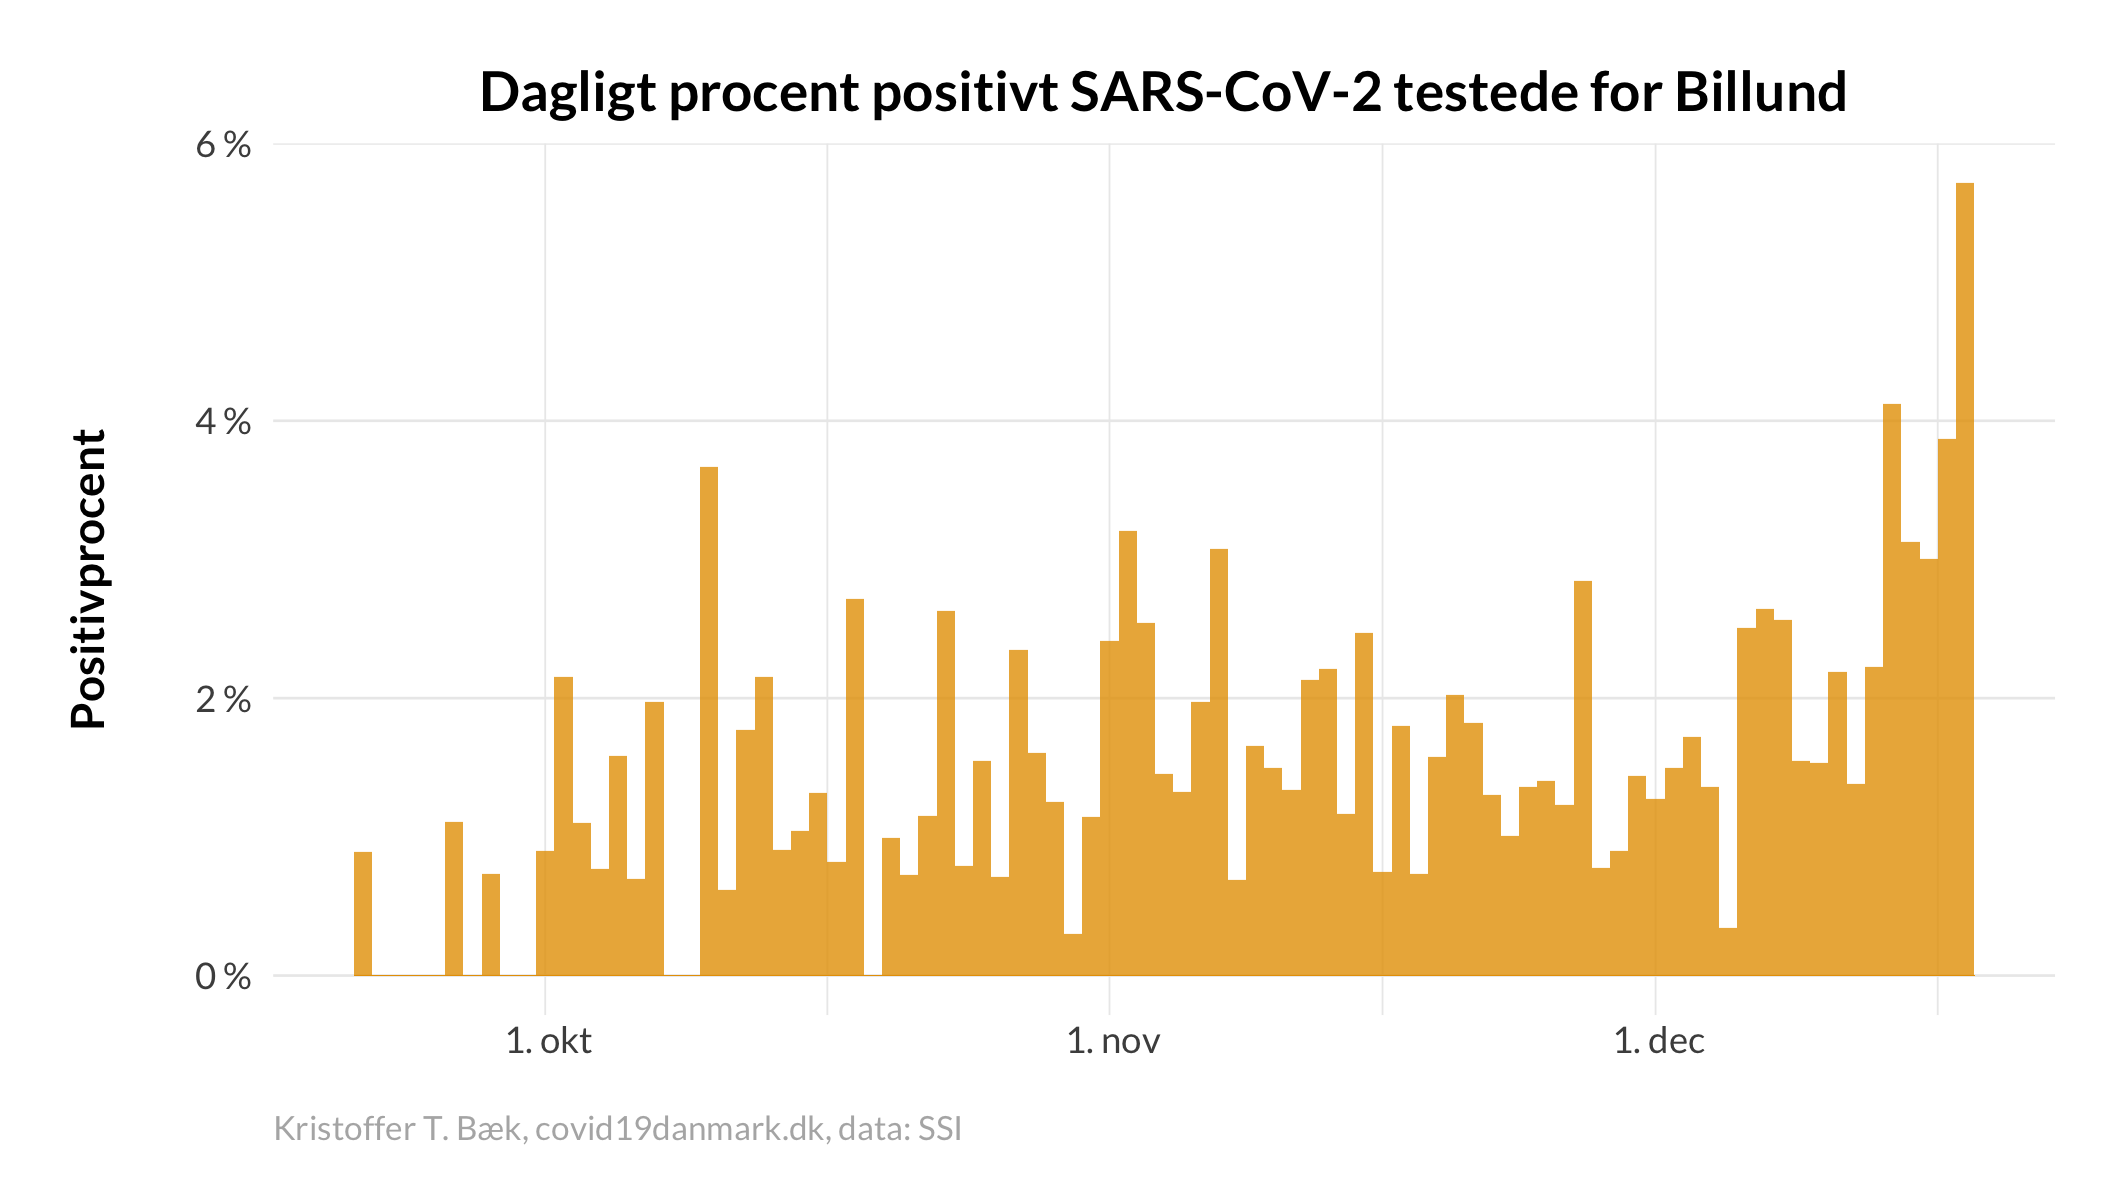 Dagligt procent positivt SARS-CoV-2 testede for Billund
Positivprocent
6 %
4 %
2 %
0 %
1. okt
1. nov
1. dec
Kristoffer T. Bæk, covid19danmark.dk, data: SSI